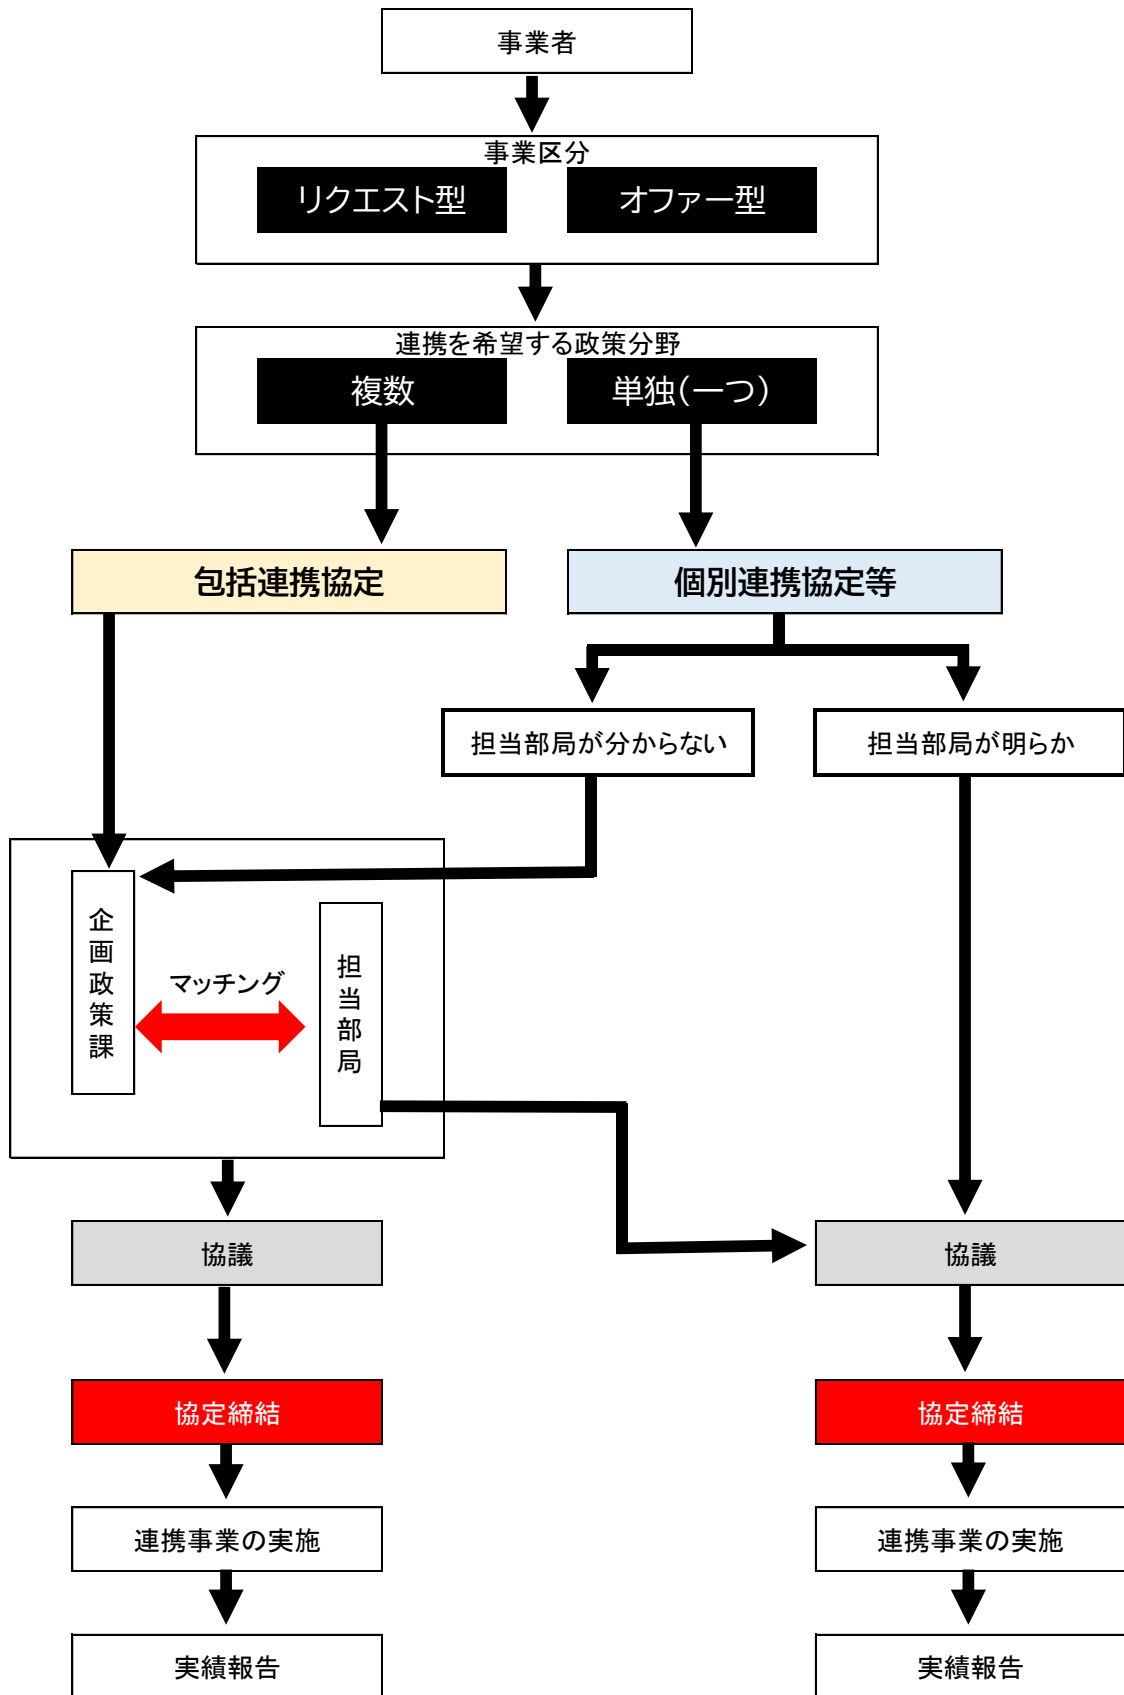 事業者
事業区分
リクエスト型
オファー型
連携を希望する政策分野
複数
単独(一つ)
包括連携協定
個別連携協定等
担当部局が分からない
担当部局が明らか
企画政策課
マッチング
担当部局
協議
協議
協定締結
協定締結
連携事業の実施
連携事業の実施
実績報告
実績報告